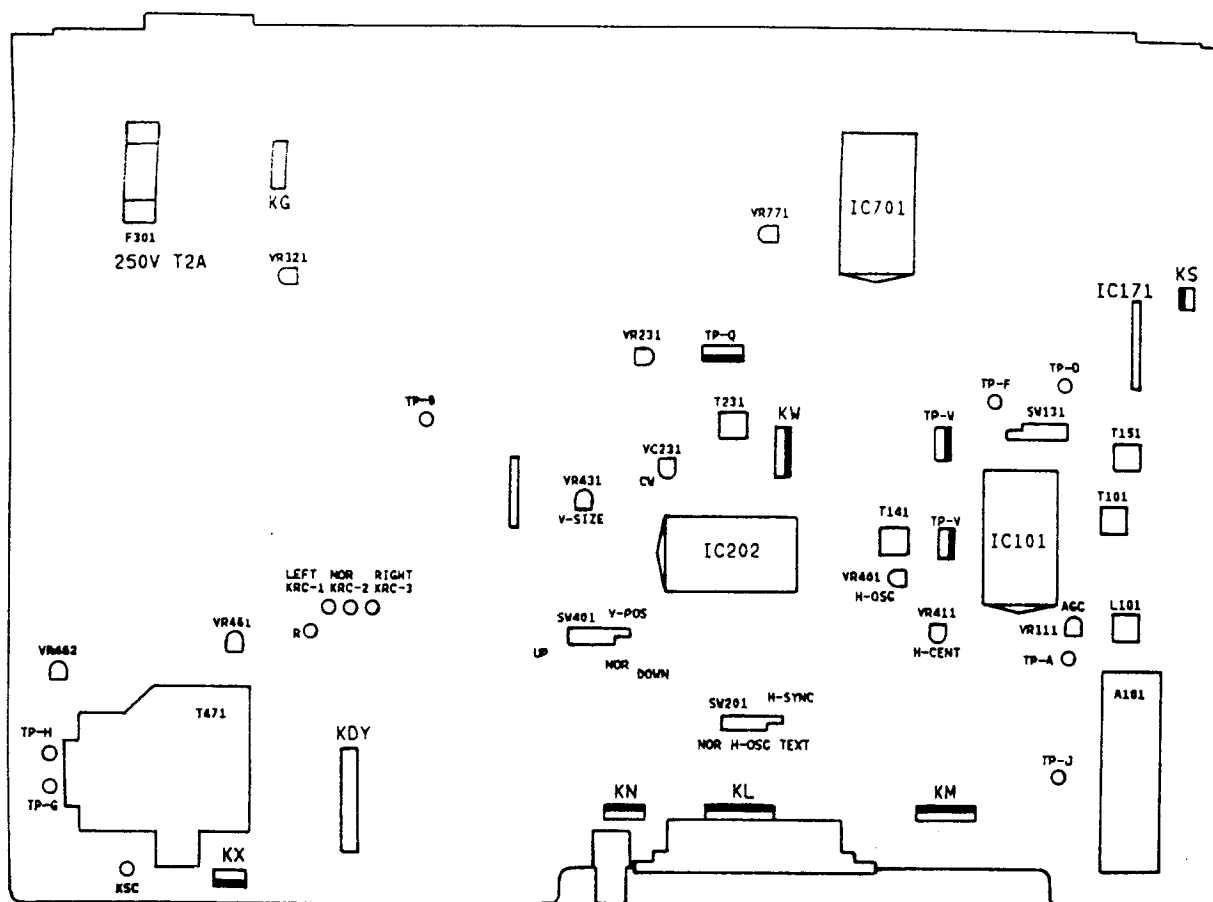 F301
250V T2A
KG
VR321
VR771
IC701
KS
IC171
VR231
TP-Q
TP-D
TP-F
TP-B
T231
KW
TP-W
SW131
T151
VC231
CW
VR431
V-SIZE
T101
T141
TP-V
IC202
IC101
VR401
H-OSC
LEFT NOR RIGHT
KRC-1 KRC-2 KRC-3
R
VR461
VR462
SW401
V-POS
UP
NOR
DOWN
VR411
H-CENT
AGC
VR111
L101
TP-A
T471
TP-H
TP-G
KDY
SW201
H-SYNC
NOR H-OSC TEXT
A101
TP-J
KN
KL
KM
KSC
KX